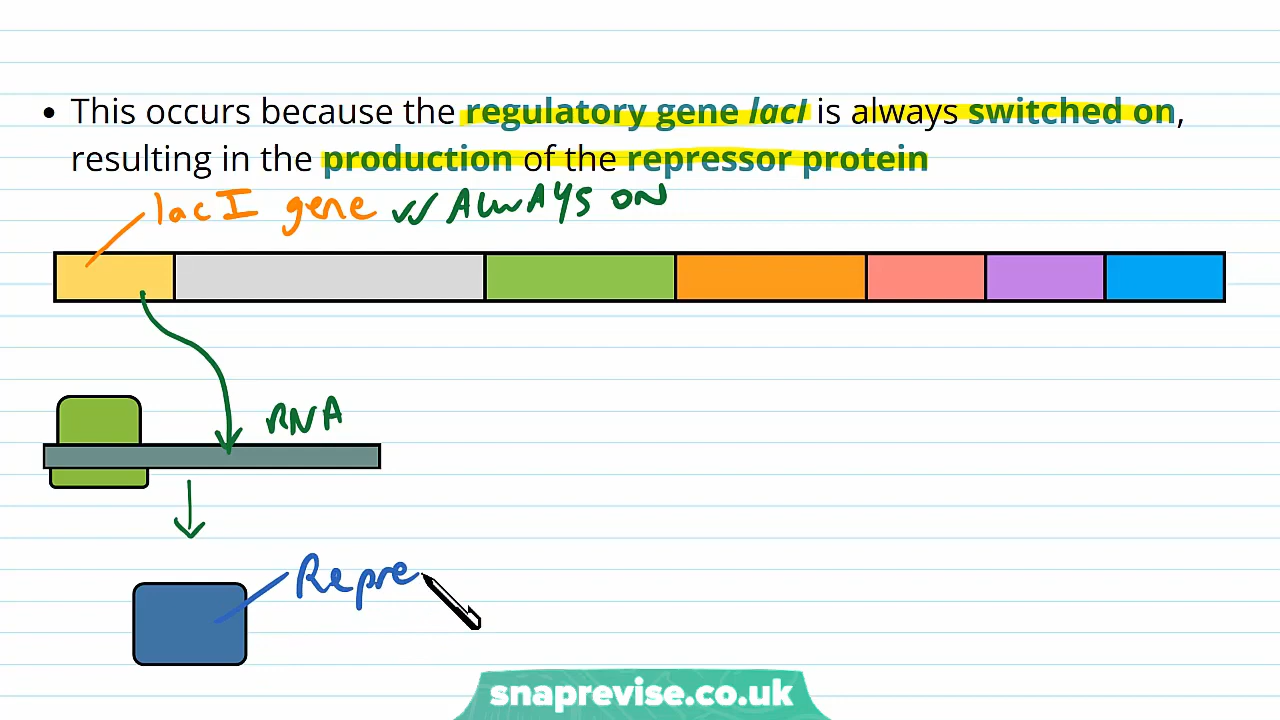 • This occurs because the regulatory gene lacI is always switched on,
resulting in the production of the repressor protein
lacI gene ✓✓ ALWAYS ON
RNA
Repre
snaprevise.co.uk